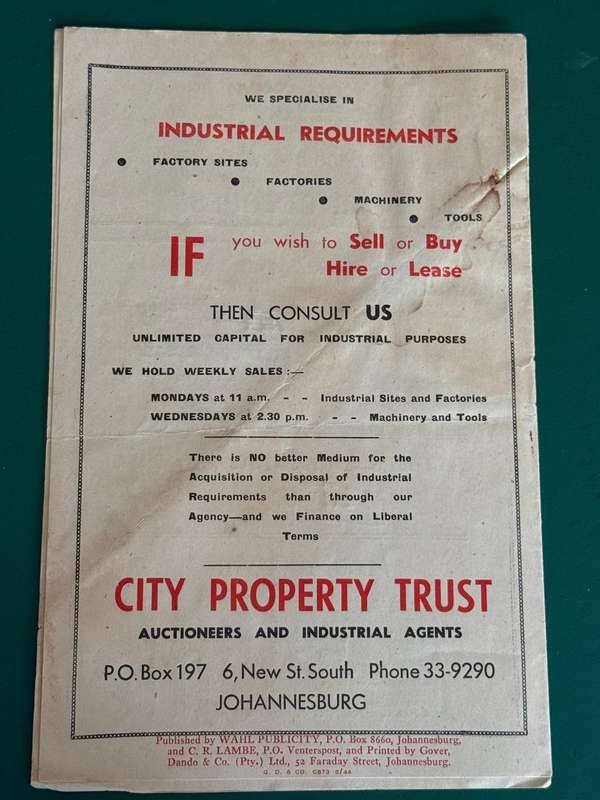 WE SPECIALISE IN
INDUSTRIAL REQUIREMENTS
● FACTORY SITES
● FACTORIES
● MACHINERY
● TOOLS
IF you wish to Sell or Buy
Hire or Lease
THEN CONSULT US
UNLIMITED CAPITAL FOR INDUSTRIAL PURPOSES
WE HOLD WEEKLY SALES :—
MONDAYS at 11 a.m. - - Industrial Sites and Factories
WEDNESDAYS at 2.30 p.m. - - Machinery and Tools
There is NO better Medium for the
Acquisition or Disposal of Industrial
Requirements than through our
Agency—and we Finance on Liberal
Terms
CITY PROPERTY TRUST
AUCTIONEERS AND INDUSTRIAL AGENTS
P.O. Box 197 6, New St. South Phone 33-9290
JOHANNESBURG
Published by WAHL PUBLICITY, P.O. Box 8660, Johannesburg,
and C. R. LAMBE, P.O. Venterspost, and Printed by Gover,
Dando & Co. (Pty.) Ltd., 52 Faraday Street, Johannesburg.
G. D. & CO. C873 8/44